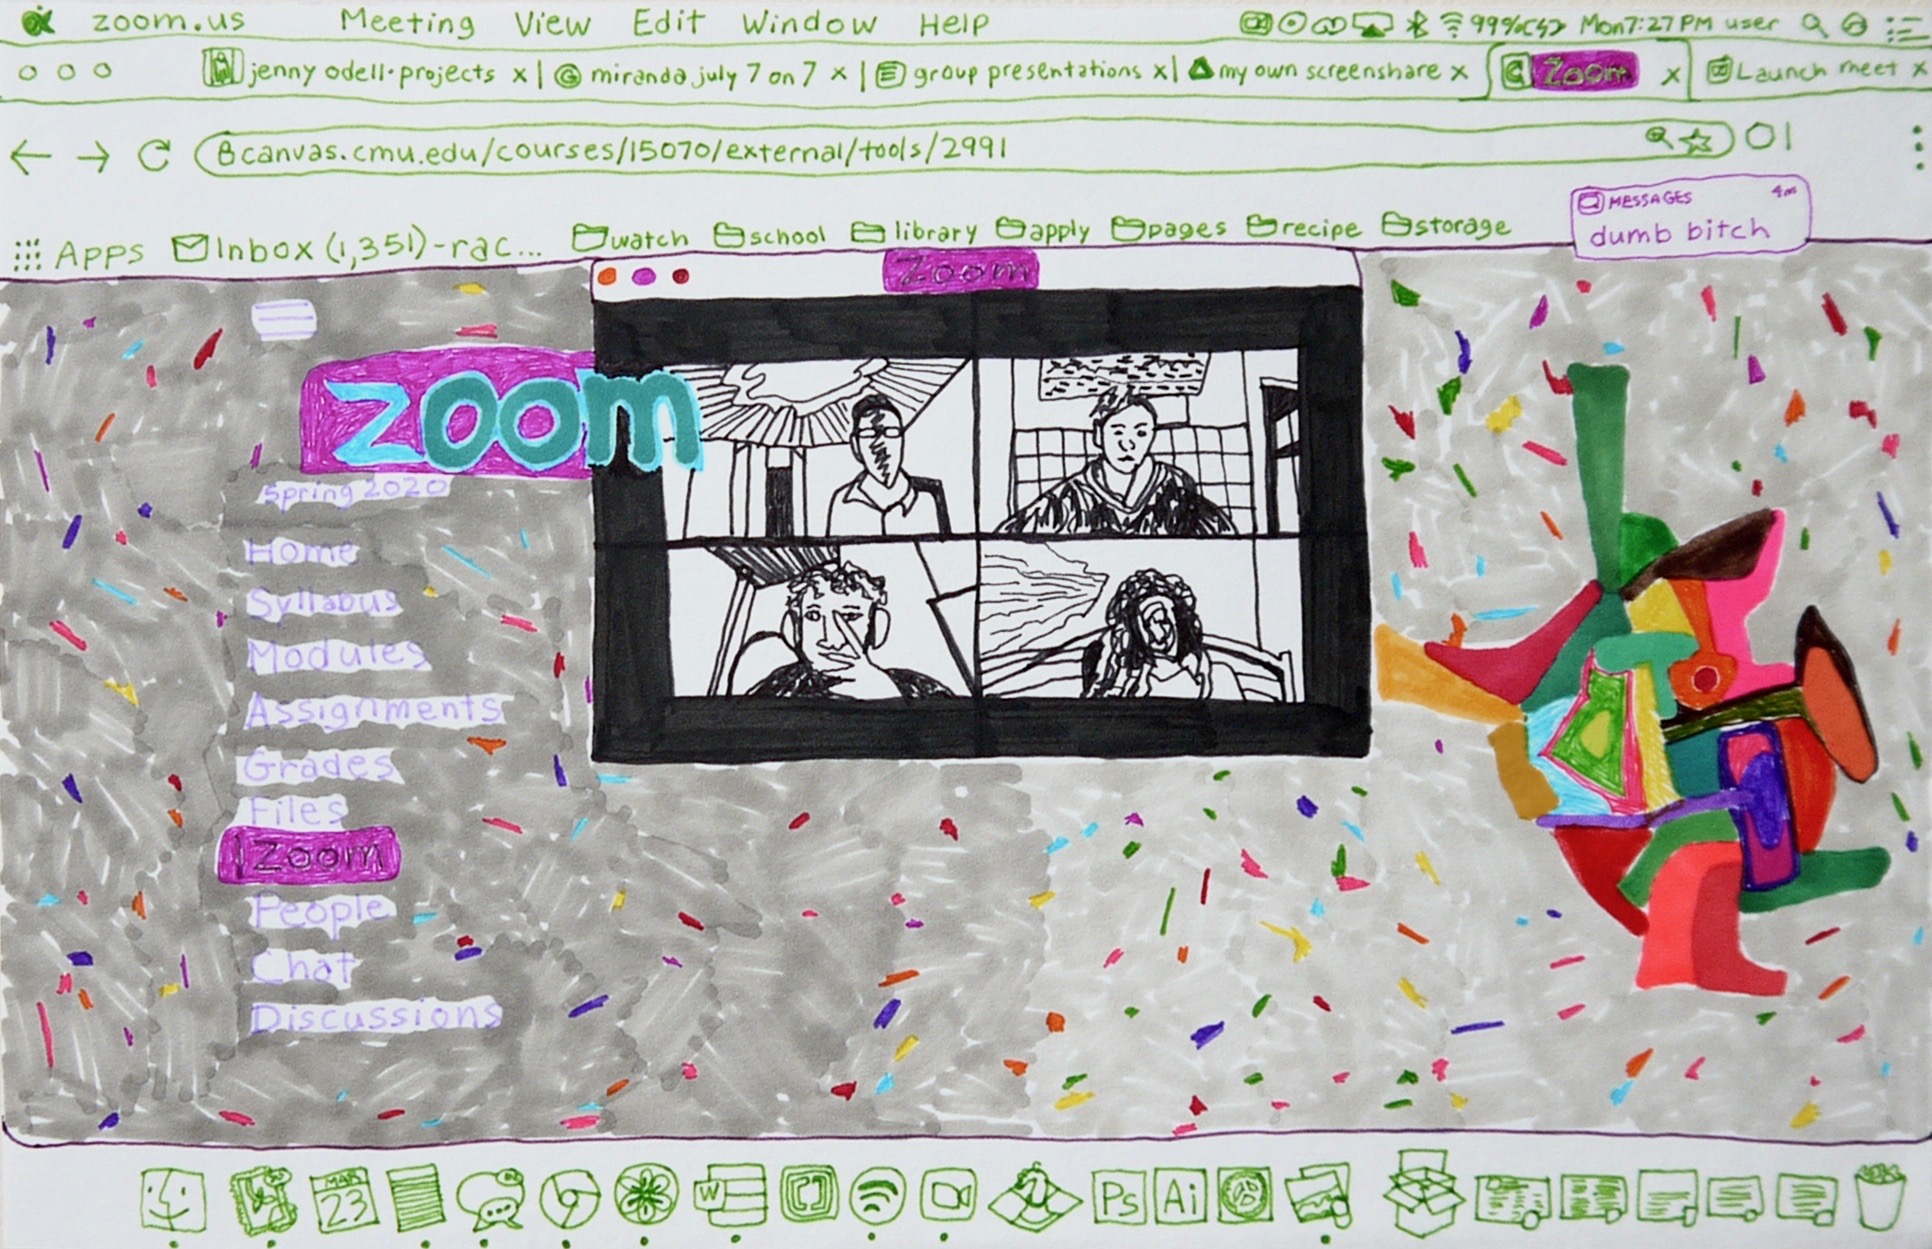 zoom.us Meeting View Edit Window Help 99% Mon 7:27 PM user
jenny odell·projects x | miranda july 7 on 7 x | group presentations x | my own screenshare x Zoom x Launch meet x
canvas.cmu.edu/courses/15070/external/tools/2991
MESSAGES 4m
dumb bitch
Apps Inbox (1,351)-rac... watch school library apply pages recipe storage
Zoom
zoom
Spring 2020
Home
Syllabus
Modules
Assignments
Grades
Files
Zoom
People
Chat
Discussions
MAR
23
W
Ps Ai